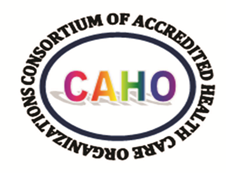 CONSORTIUM OF ACCREDITED HEALTH CARE ORGANIZATIONS
CAHO